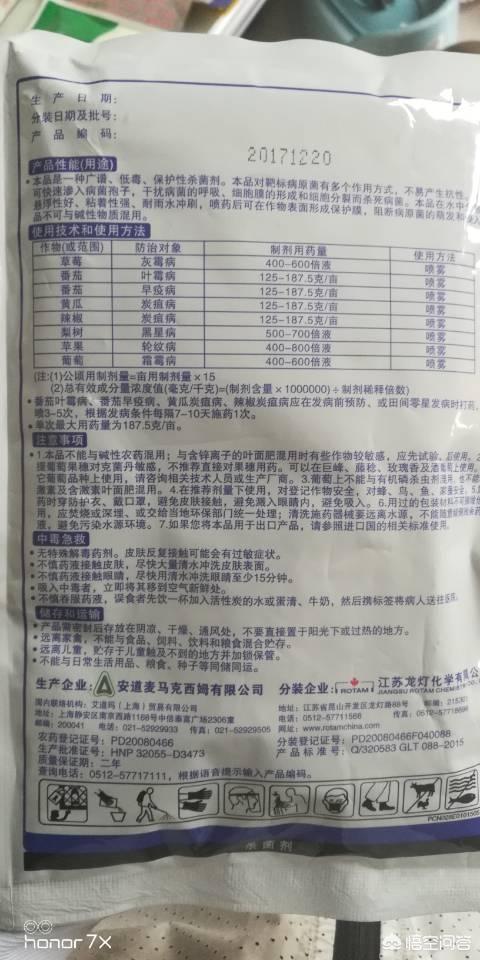 生 产 日 期:
分装日期及批号:
产 品 编 码:
20171220
产品性能(用途)
•本品是一种广谱、低毒、保护性杀菌剂。本品对靶标病原菌有多个作用方式,不易产生抗性。
可快速渗入病菌孢子,干扰病菌的呼吸、细胞膜的形成和细胞分裂而杀死病菌。本品在水中
悬浮性好、粘着性强、耐雨水冲刷,喷药后可在作物表面形成保护膜,阻断病原菌的萌发和
品不可与碱性物质混用。
使用技术和使用方法
作物(或范围) 防治对象 制剂用药量 使用方法
草莓 灰霉病 400-600倍液 喷雾
番茄 叶霉病 125-187.5克/亩 喷雾
番茄 早疫病 125-187.5克/亩 喷雾
黄瓜 炭疽病 125-187.5克/亩 喷雾
辣椒 炭疽病 125-187.5克/亩 喷雾
梨树 黑星病 500-700倍液 喷雾
苹果 轮纹病 400-800倍液 喷雾
葡萄 霜霉病 400-600倍液 喷雾
(注:(1)公顷用制剂量=亩用制剂量×15
(2)总有效成分量浓度值(毫克/千克)=(制剂含量×1000000)÷制剂稀释倍数)
•番茄叶霉病、番茄早疫病、黄瓜炭疽病、辣椒炭疽病应在发病前预防、或田间零星发病时打药,
喷3-5次,根据发病条件每隔7-10天施药1次。
•单次最大用药量为187.5克/亩。
注意事项
•1.本品不能与碱性农药混用;与含锌离子的叶面肥混用时有些作物较敏感,应先试验,后使用。2.
提葡萄果穗对克菌丹敏感,不推荐直接对果穗用药。可以在巨峰、藤稔、玫瑰香及酒葡萄上使用。
它葡萄品种上使用,请咨询相关技术人员或生产厂商。3.葡萄上不能与有机磷杀虫剂混用,也不能
激素及含激素叶面肥混用。4.在推荐剂量下使用,对登记作物安全,对蜂、鸟、鱼、家蚕安全。5.
药时穿防护衣、戴口罩,避免皮肤接触,避免溅入眼睛内,避免吸入。6.用过的包装材料不得挪作
用,应焚烧或深埋、或交给当地环保部门统一处理;清洗施药器械要远离水源,不能随意倾倒残余药
液,避免污染水源环境。7.如果您将本品用于出口产品,请参照进口国的相关标准使用。
中毒急救
•无特殊解毒药剂。皮肤反复接触可能会有过敏症状。
•不慎药液接触皮肤,尽快大量清水冲洗皮肤表面。
•不慎药液接触眼睛,尽快用清水冲洗眼睛至少15分钟。
•吸入中毒者,立即将其移到空气新鲜处。
•不慎吞服药液,误食者先饮一杯加入活性炭的水或蛋清、牛奶,然后携标签将病人送往医院。
储存和运输
•产品需密封后存放在阴凉、干燥、通风处,不要直接置于阳光下或过热的地方。
•远离家禽,不能与食品、饲料、饮料和粮食混合贮存。
•远离儿童,贮存于儿童触及不到的地方并加锁保管。
•不能与日常生活用品、粮食、种子等同储同运。
生产企业: 安道麦马克西姆有限公司
国内联络机构:艾道玛(上海)贸易有限公司
地址:上海静安区南京西路1168号中信泰富广场2306室
邮编:200041 电话:021-52929933 传真:021-52929505
分装企业: ROTAM 江苏龙灯化学有限公
JIANGSU ROTAM CHEMISTRY CO.
地址:江苏省昆山开发区龙灯路88号 邮编:
电话:0512-57711566 传真:0512-57718696
网址:www.rotamchina.com
农药登记证号:PD20080466
生产批准证号:HNP 32055-D3473
质量保证期:二年
查询电话:0512-57717111,根据语音提示输入产品编码。
分装登记证号:PD20080466F040088
产 品 标 准 号:Q/320583 GLT 088-2015
杀菌剂
honor 7X
悟空问答